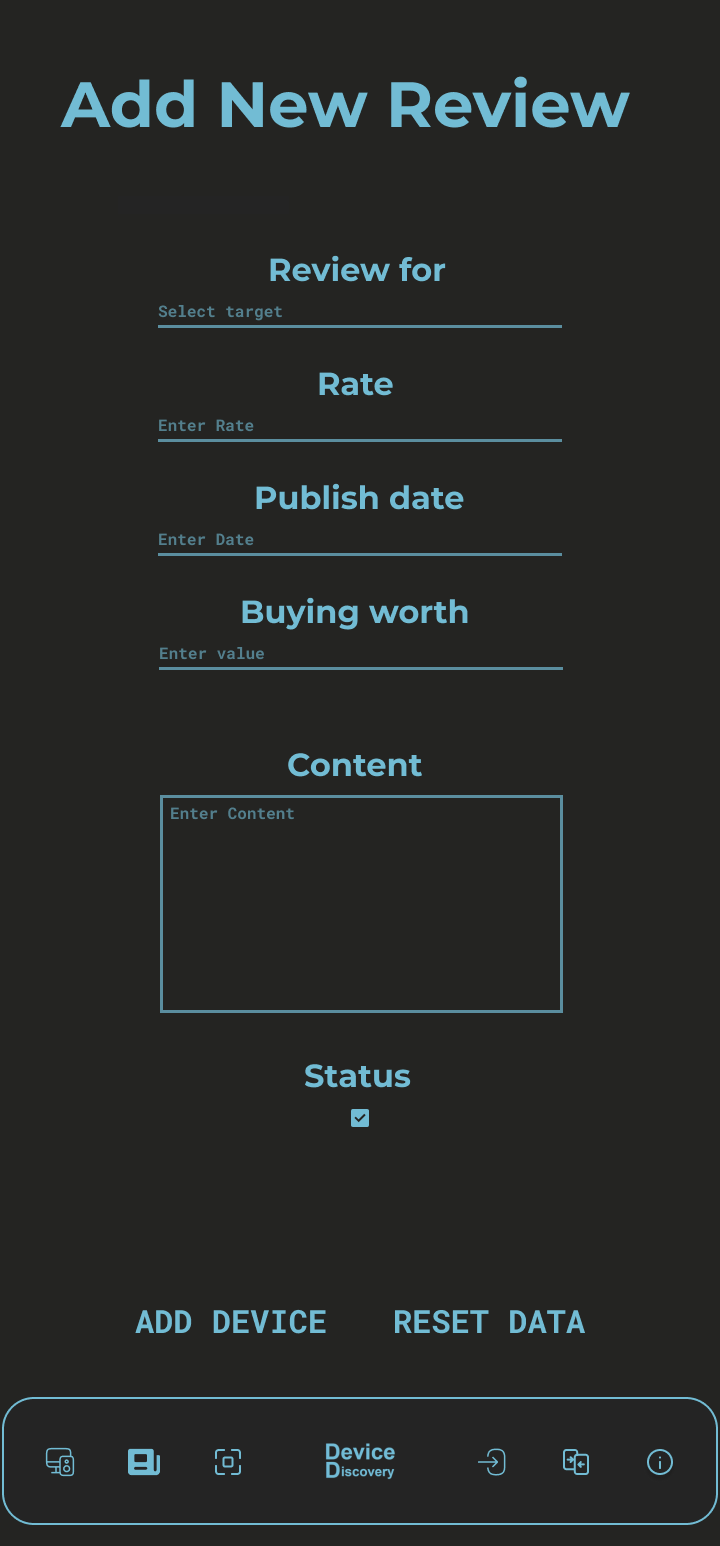 Add New Review
Review for
Select target
Rate
Enter Rate
Publish date
Enter Date
Buying worth
Enter value
Content
Enter Content
Status
ADD DEVICE
RESET DATA
Device
Discovery